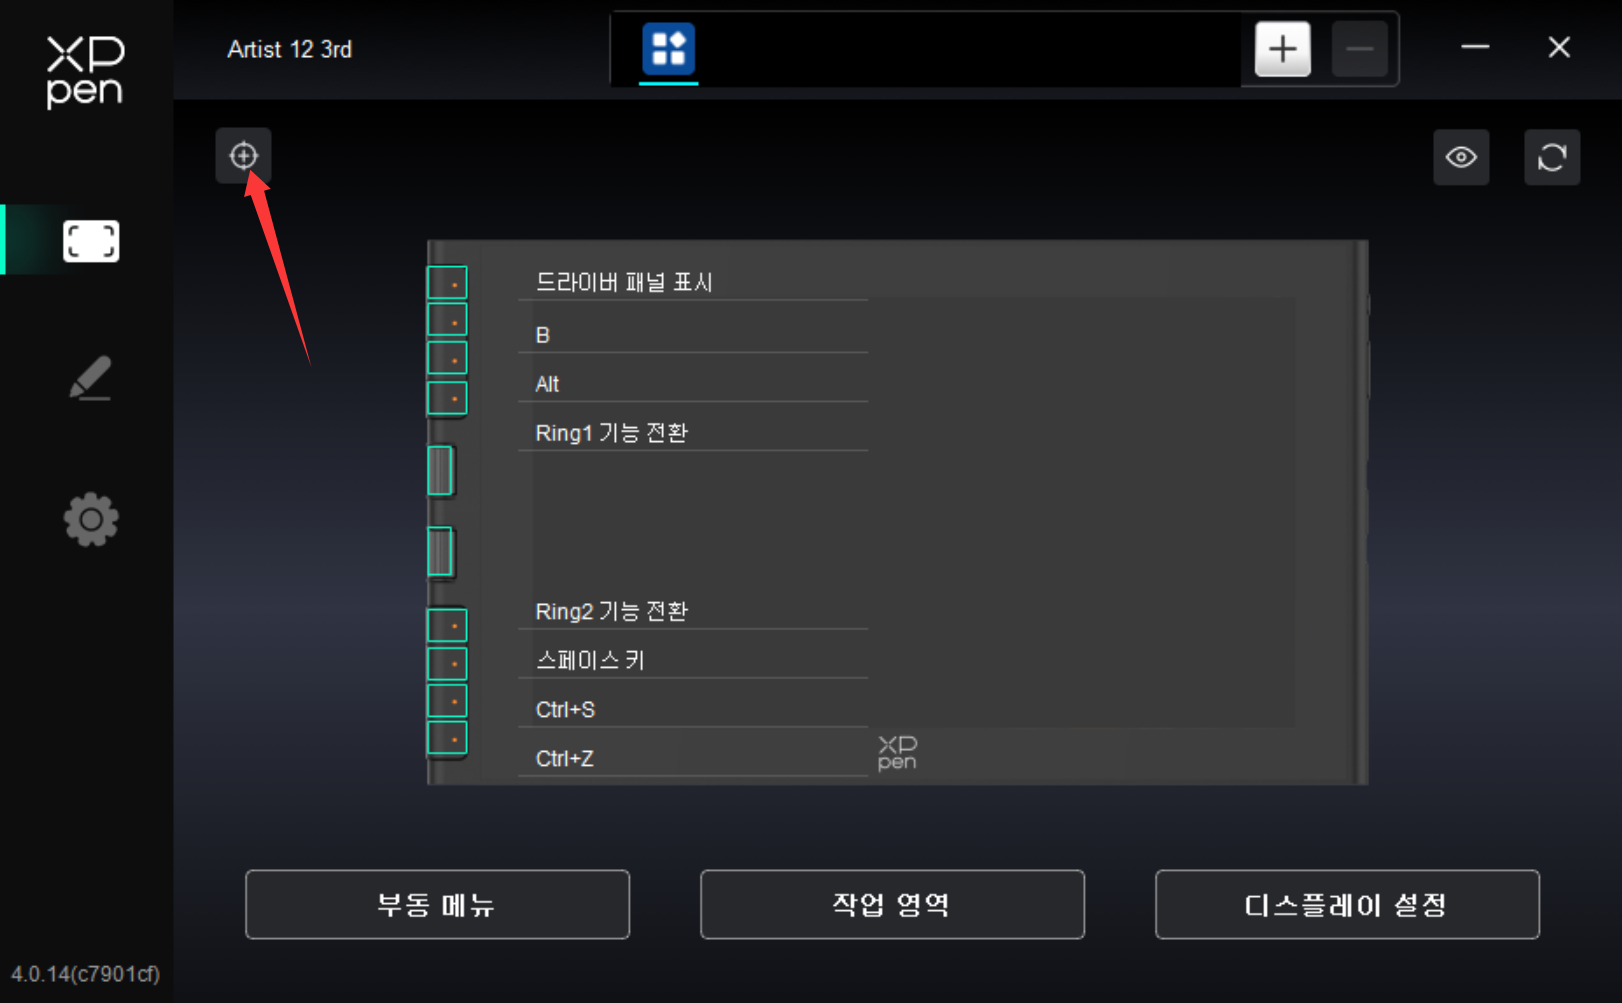 XP
pen
Artist 12 3rd
드라이버 패널 표시
B
Alt
Ring1 기능 전환
Ring2 기능 전환
스페이스 키
Ctrl+S
Ctrl+Z
XP
pen
부동 메뉴
작업 영역
디스플레이 설정
4.0.14(c7901cf)